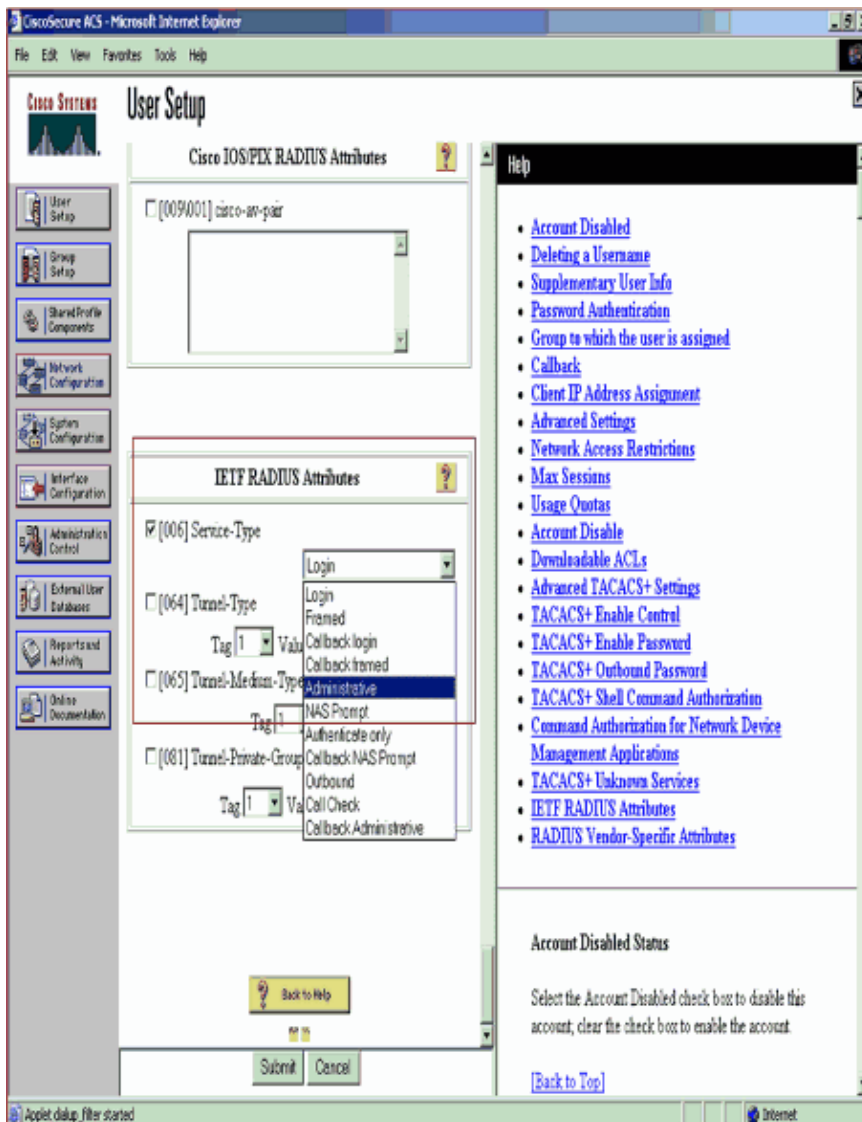 CiscoSecure ACS - Microsoft Internet Explorer
File Edit View Favorites Tools Help
CISCO SYSTEMS
User Setup
User Setup
Group Setup
Shared Profile Components
Network Configuration
System Configuration
Interface Configuration
Administration Control
External User Databases
Reports and Activity
Online Documentation
Cisco IOS/PIX RADIUS Attributes
?
[009\001] cisco-av-pair
IETF RADIUS Attributes
?
[006] Service-Type
Login
[064] Tunnel-Type
Tag 1 Valu
[065] Tunnel-Medium-Type
Tag 1
[081] Tunnel-Private-Group
Tag 1 Va
Login
Framed
Callback login
Callback framed
Administrative
NAS Prompt
Authenticate only
Callback NAS Prompt
Outbound
Call Check
Callback Administrative
? Back to Help
Submit Cancel
Help
Account Disabled
Deleting a Username
Supplementary User Info
Password Authentication
Group to which the user is assigned
Callback
Client IP Address Assignment
Advanced Settings
Network Access Restrictions
Max Sessions
Usage Quotas
Account Disable
Downloadable ACLs
Advanced TACACS+ Settings
TACACS+ Enable Control
TACACS+ Enable Password
TACACS+ Outbound Password
TACACS+ Shell Command Authorization
Command Authorization for Network Device
Management Applications
TACACS+ Unknown Services
IETF RADIUS Attributes
RADIUS Vendor-Specific Attributes
Account Disabled Status
Select the Account Disabled check box to disable this
account; clear the check box to enable the account.
[Back to Top]
Applet dialup_filter started
Internet